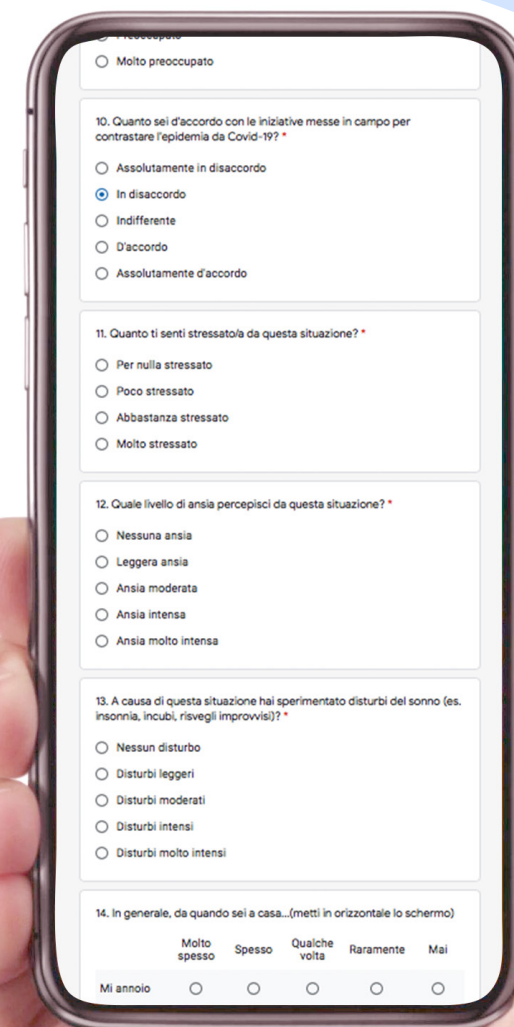 Preoccupato
Molto preoccupato
10. Quanto sei d'accordo con le iniziative messe in campo per
contrastare l'epidemia da Covid-19? *
Assolutamente in disaccordo
In disaccordo
Indifferente
D'accordo
Assolutamente d'accordo
11. Quanto ti senti stressato/a da questa situazione? *
Per nulla stressato
Poco stressato
Abbastanza stressato
Molto stressato
12. Quale livello di ansia percepisci da questa situazione? *
Nessuna ansia
Leggera ansia
Ansia moderata
Ansia intensa
Ansia molto intensa
13. A causa di questa situazione hai sperimentato disturbi del sonno (es.
insonnia, incubi, risvegli improvvisi)? *
Nessun disturbo
Disturbi leggeri
Disturbi moderati
Disturbi intensi
Disturbi molto intensi
14. In generale, da quando sei a casa...(metti in orizzontale lo schermo)
Molto spesso Spesso Qualche volta Raramente Mai
Mi annoio